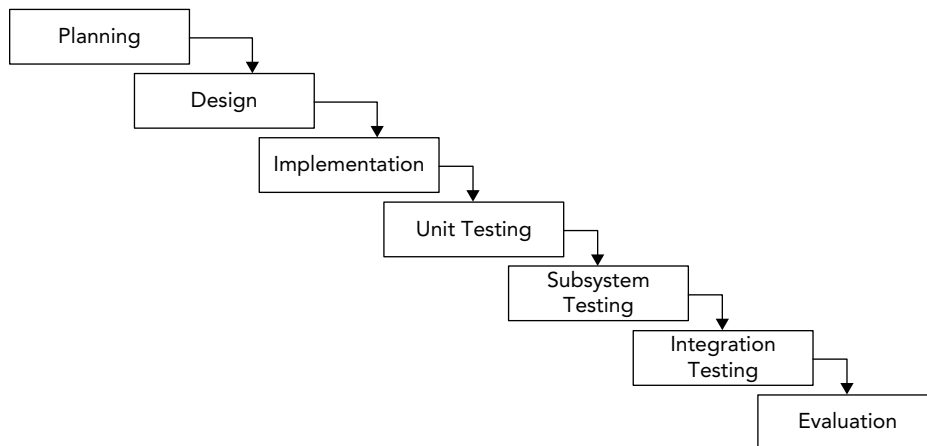 Planning
Design
Implementation
Unit Testing
Subsystem
Testing
Integration
Testing
Evaluation